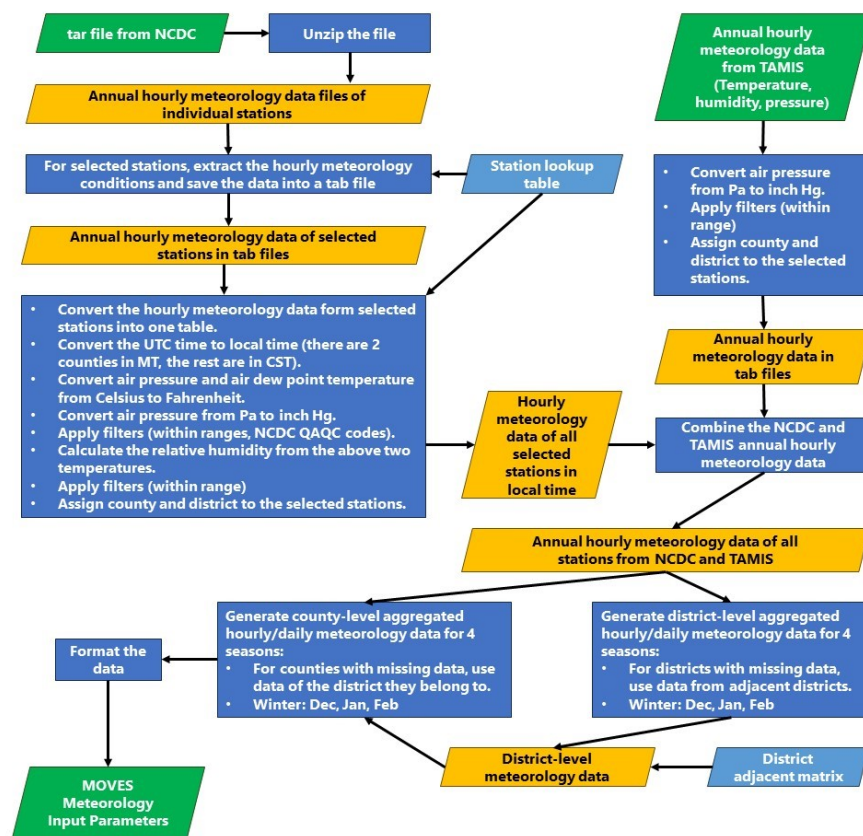 tar file from NCDC
Unzip the file
Annual hourly meteorology data files of
individual stations
For selected stations, extract the hourly meteorology
conditions and save the data into a tab file
Station lookup
table
Annual hourly meteorology data of selected
stations in tab files
• Convert the hourly meteorology data form selected
stations into one table.
• Convert the UTC time to local time (there are 2
counties in MT, the rest are in CST).
• Convert air pressure and air dew point temperature
from Celsius to Fahrenheit.
• Convert air pressure from Pa to inch Hg.
• Apply filters (within ranges, NCDC QAQC codes).
• Calculate the relative humidity from the above two
temperatures.
• Apply filters (within range)
• Assign county and district to the selected stations.
Hourly
meteorology
data of all
selected
stations in
local time
Annual hourly
meteorology data
from TAMIS
(Temperature,
humidity, pressure)
• Convert air pressure
from Pa to inch Hg.
• Apply filters (within
range)
• Assign county and
district to the selected
stations.
Annual hourly
meteorology data in
tab files
Combine the NCDC and
TAMIS annual hourly
meteorology data
Annual hourly meteorology data of all
stations from NCDC and TAMIS
Generate county-level aggregated
hourly/daily meteorology data for 4
seasons:
• For counties with missing data, use
data of the district they belong to.
• Winter: Dec, Jan, Feb
Generate district-level aggregated
hourly/daily meteorology data for 4
seasons:
• For districts with missing data,
use data from adjacent districts.
• Winter: Dec, Jan, Feb
Format the
data
District-level
meteorology data
District
adjacent matrix
MOVES
Meteorology
Input Parameters